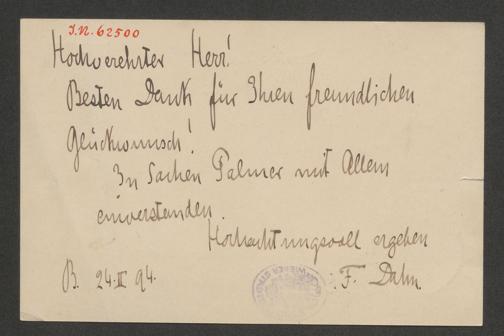 I.N. 62500
Hochverehrter Herr!
Besten Dank für Ihren freundlichen
Glückwunsch!
In Sachen Palmer mit Allem
einverstanden.
Hochachtungsvoll ergeben
B. 24.II 94. F. Dahn.